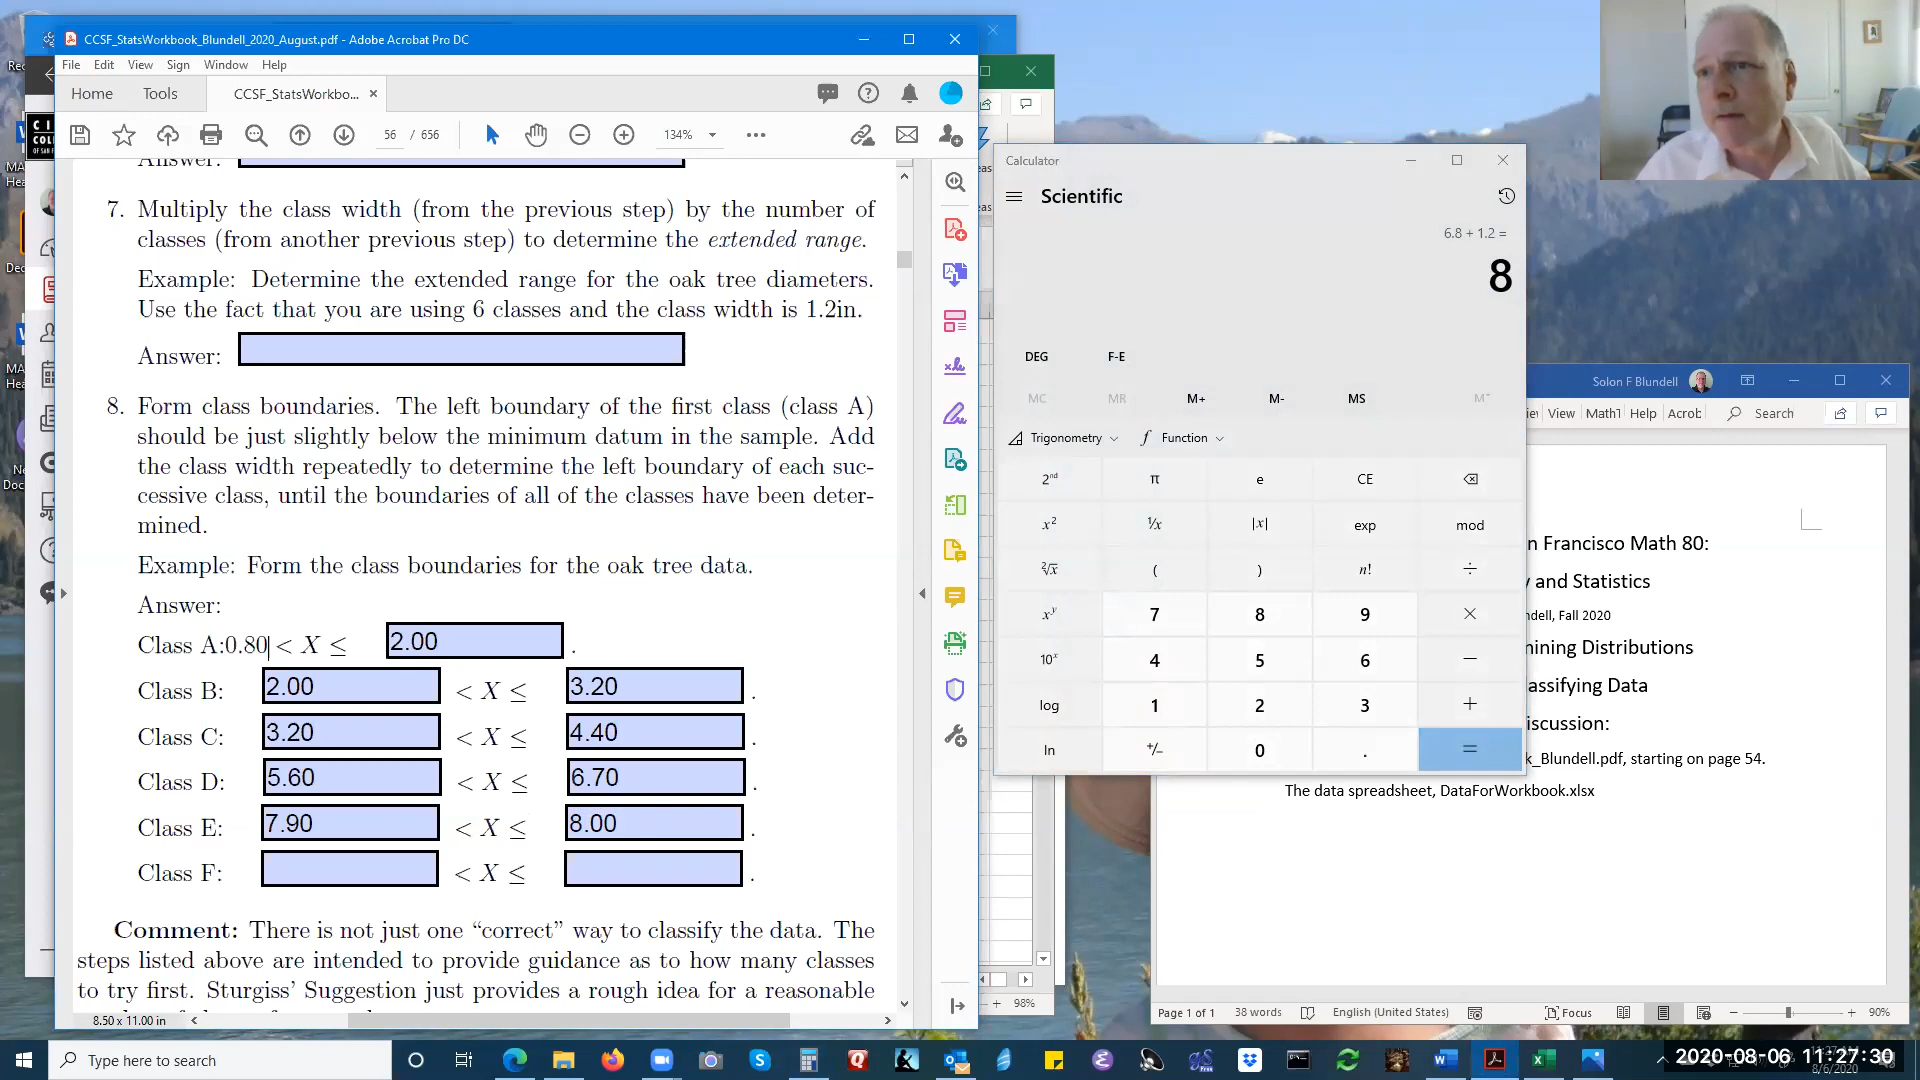 CCSF_StatsWorkbook_Blundell_2020_August.pdf - Adobe Acrobat Pro DC
File Edit View Sign Window Help
Home Tools CCSF_StatsWorkbo... ×
56 / 656 134%
Answer:
7. Multiply the class width (from the previous step) by the number of
classes (from another previous step) to determine the extended range.
Example: Determine the extended range for the oak tree diameters.
Use the fact that you are using 6 classes and the class width is 1.2in.
Answer:
8. Form class boundaries. The left boundary of the first class (class A)
should be just slightly below the minimum datum in the sample. Add
the class width repeatedly to determine the left boundary of each suc-
cessive class, until the boundaries of all of the classes have been deter-
mined.
Example: Form the class boundaries for the oak tree data.
Answer:
Class A:0.80 < X ≤ 2.00 .
Class B: 2.00 < X ≤ 3.20 .
Class C: 3.20 < X ≤ 4.40 .
Class D: 5.60 < X ≤ 6.70 .
Class E: 7.90 < X ≤ 8.00 .
Class F: < X ≤ .
Comment: There is not just one “correct” way to classify the data. The
steps listed above are intended to provide guidance as to how many classes
to try first. Sturgiss’ Suggestion just provides a rough idea for a reasonable
8.50 x 11.00 in
Calculator
Scientific
6.8 + 1.2 =
8
DEG F-E
MC MR M+ M- MS M˅
Trigonometry f Function
2nd π e CE
x² ¹/x |x| exp mod
²√x ( ) n! ÷
xʸ 7 8 9 ×
10ˣ 4 5 6 −
log 1 2 3 +
ln +/− 0 . =
98%
Solon F Blundell
View MathT Help Acrob Search
n Francisco Math 80:
y and Statistics
ndell, Fall 2020
nining Distributions
assifying Data
iscussion:
k_Blundell.pdf, starting on page 54.
The data spreadsheet, DataForWorkbook.xlsx
Page 1 of 1 38 words English (United States) Focus 90%
Type here to search
2020-08-06 11:27:30
8/6/2020